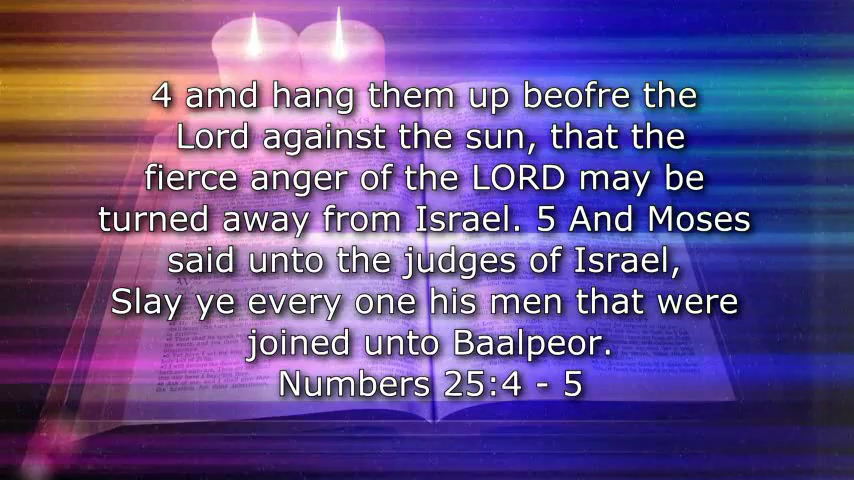 4 amd hang them up beofre the
Lord against the sun, that the
fierce anger of the LORD may be
turned away from Israel. 5 And Moses
said unto the judges of Israel,
Slay ye every one his men that were
joined unto Baalpeor.
Numbers 25:4 - 5